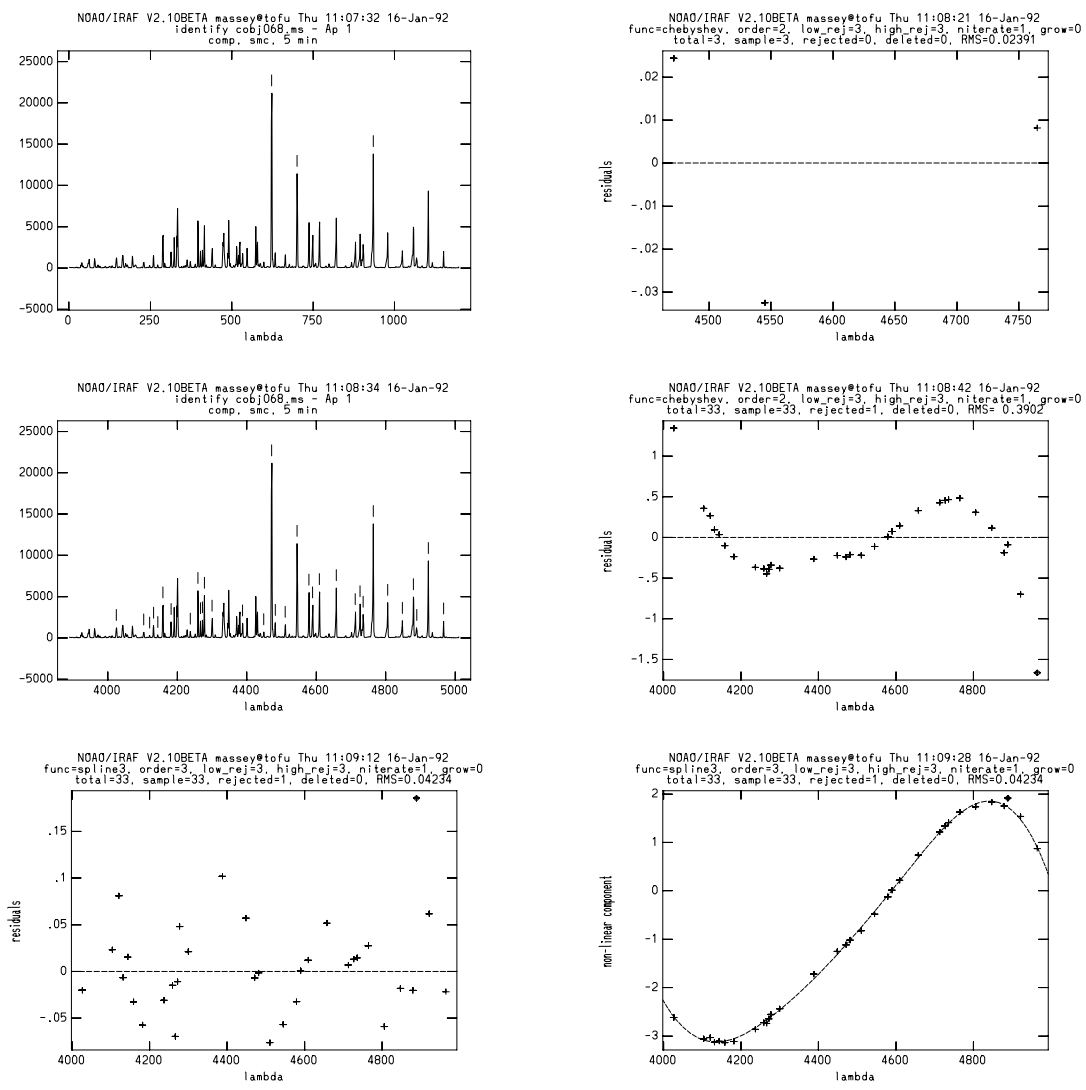 NOAO/IRAF V2.10BETA massey@tofu Thu 11:07:32 16-Jan-92
identify cobj068.ms - Ap 1
comp, smc, 5 min
25000
20000
15000
10000
5000
0
-5000
0 250 500 750 1000
lambda
NOAO/IRAF V2.10BETA massey@tofu Thu 11:08:21 16-Jan-92
func=chebyshev, order=2, low_rej=3, high_rej=3, niterate=1, grow=0
total=3, sample=3, rejected=0, deleted=0, RMS=0.02391
.02
.01
0
-.01
-.02
-.03
residuals
4500 4550 4600 4650 4700 4750
lambda
NOAO/IRAF V2.10BETA massey@tofu Thu 11:08:34 16-Jan-92
identify cobj068.ms - Ap 1
comp, smc, 5 min
25000
20000
15000
10000
5000
0
-5000
4000 4200 4400 4600 4800 5000
lambda
NOAO/IRAF V2.10BETA massey@tofu Thu 11:08:42 16-Jan-92
func=chebyshev, order=2, low_rej=3, high_rej=3, niterate=1, grow=0
total=33, sample=33, rejected=1, deleted=0, RMS= 0.3902
1
.5
0
-.5
-1
-1.5
residuals
4000 4200 4400 4600 4800
lambda
NOAO/IRAF V2.10BETA massey@tofu Thu 11:09:12 16-Jan-92
func=spline3, order=3, low_rej=3, high_rej=3, niterate=1, grow=0
total=33, sample=33, rejected=1, deleted=0, RMS=0.04234
.15
.1
.05
0
-.05
residuals
4000 4200 4400 4600 4800
lambda
NOAO/IRAF V2.10BETA massey@tofu Thu 11:09:28 16-Jan-92
func=spline3, order=3, low_rej=3, high_rej=3, niterate=1, grow=0
total=33, sample=33, rejected=1, deleted=0, RMS=0.04234
2
1
0
-1
-2
-3
non-linear component
4000 4200 4400 4600 4800
lambda